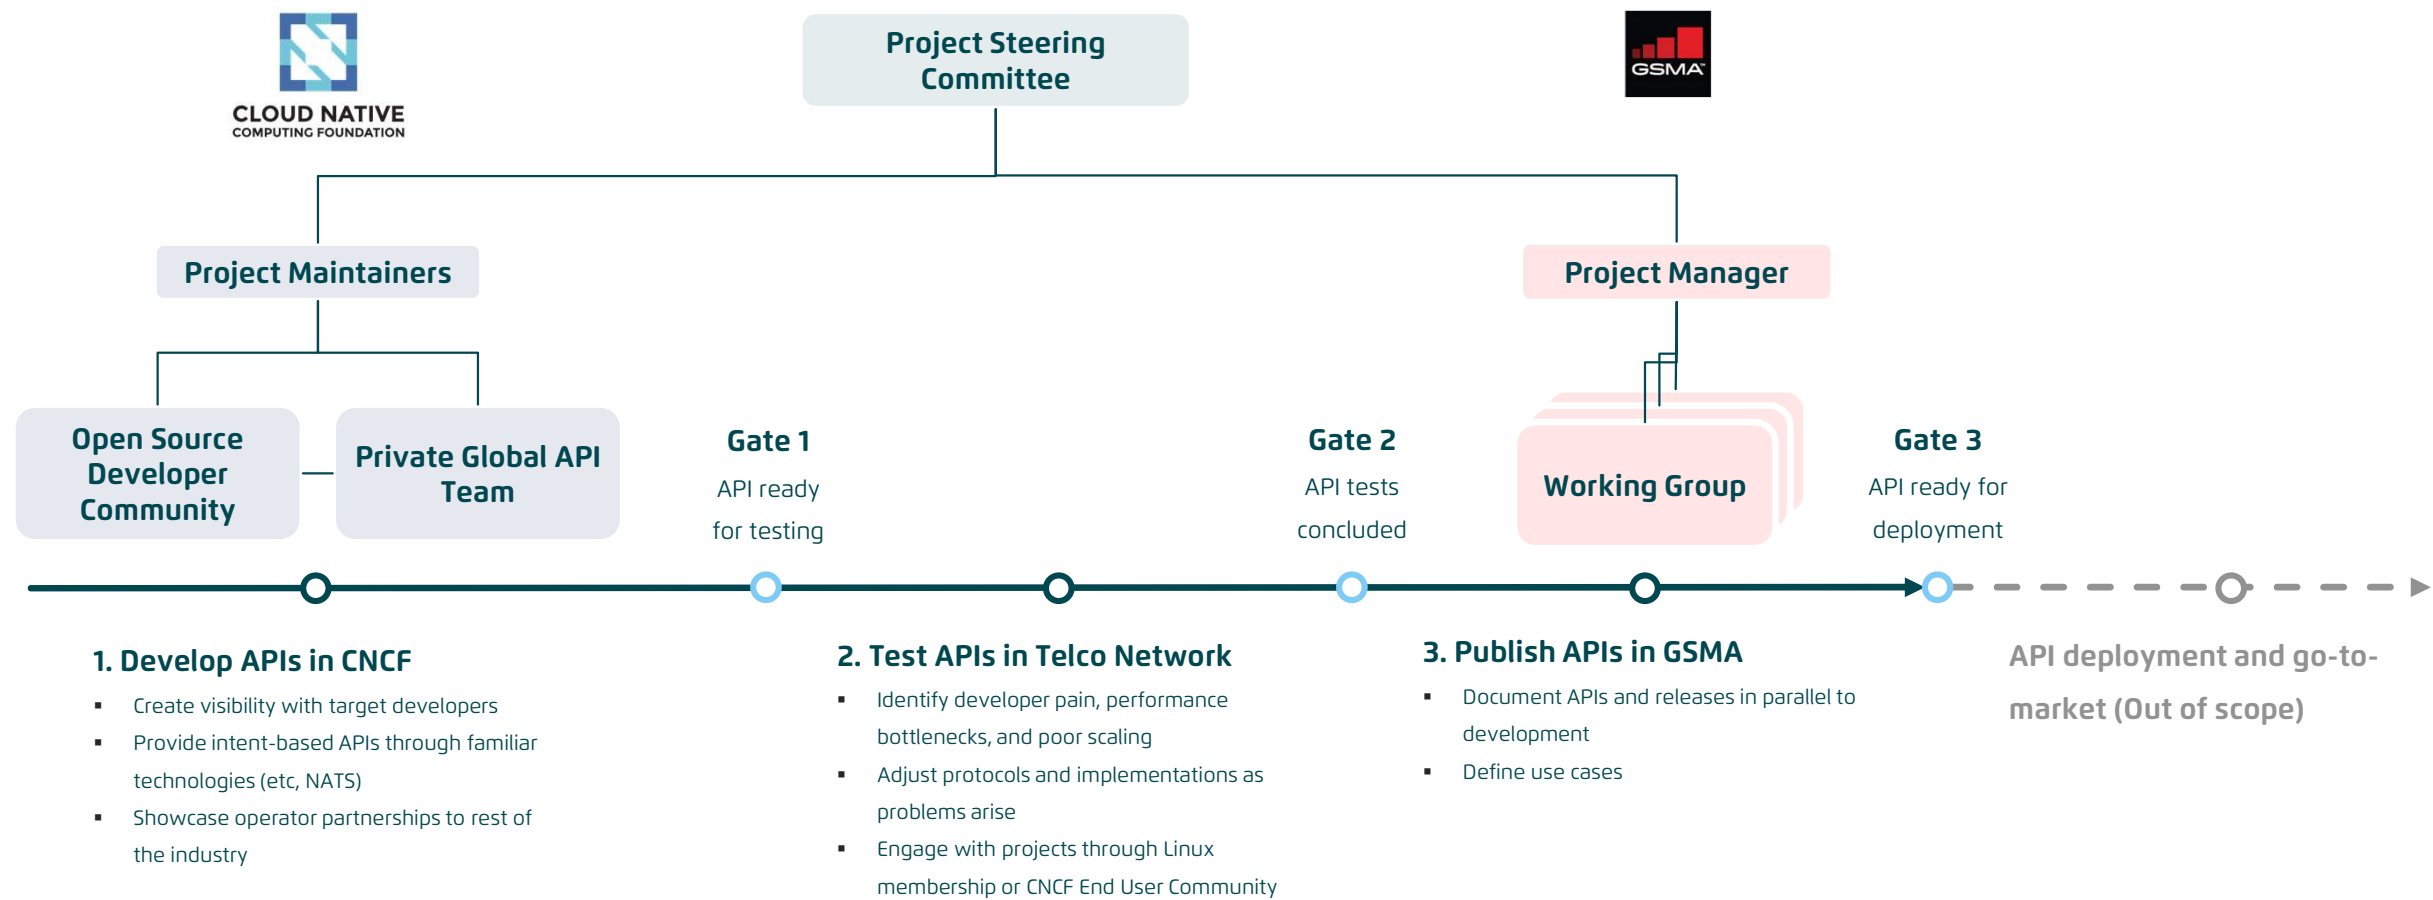 CLOUD NATIVE
COMPUTING FOUNDATION
Project Steering
Committee
GSMA™
Project Maintainers
Project Manager
Open Source
Developer
Community
Private Global API
Team
Gate 1
API ready
for testing
Gate 2
API tests
concluded
Working Group
Gate 3
API ready for
deployment
1. Develop APIs in CNCF
▪ Create visibility with target developers
▪ Provide intent-based APIs through familiar
technologies (etc, NATS)
▪ Showcase operator partnerships to rest of
the industry
2. Test APIs in Telco Network
▪ Identify developer pain, performance
bottlenecks, and poor scaling
▪ Adjust protocols and implementations as
problems arise
▪ Engage with projects through Linux
membership or CNCF End User Community
3. Publish APIs in GSMA
▪ Document APIs and releases in parallel to
development
▪ Define use cases
API deployment and go-to-
market (Out of scope)